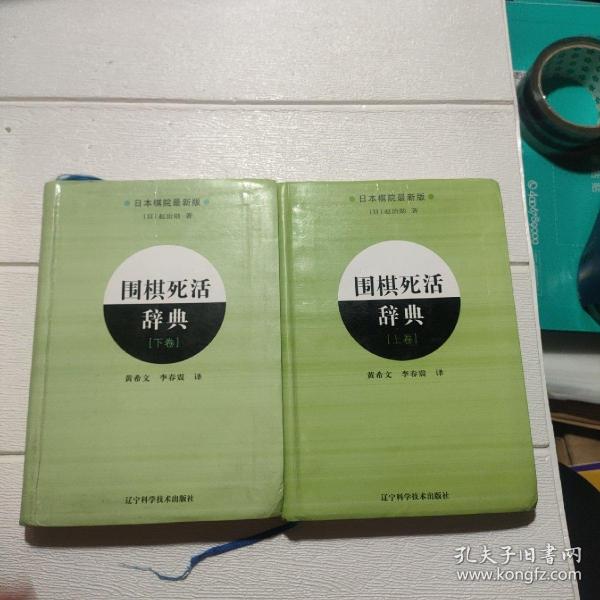 日本棋院最新版
[日]赵治勋 著
围棋死活
辞典
[下卷]
黄希文 李春震 译
辽宁科学技术出版社
日本棋院最新版
[日]赵治勋 著
围棋死活
辞典
[上卷]
黄希文 李春震 译
辽宁科学技术出版社
孔夫子旧书网
www.kongfz.com